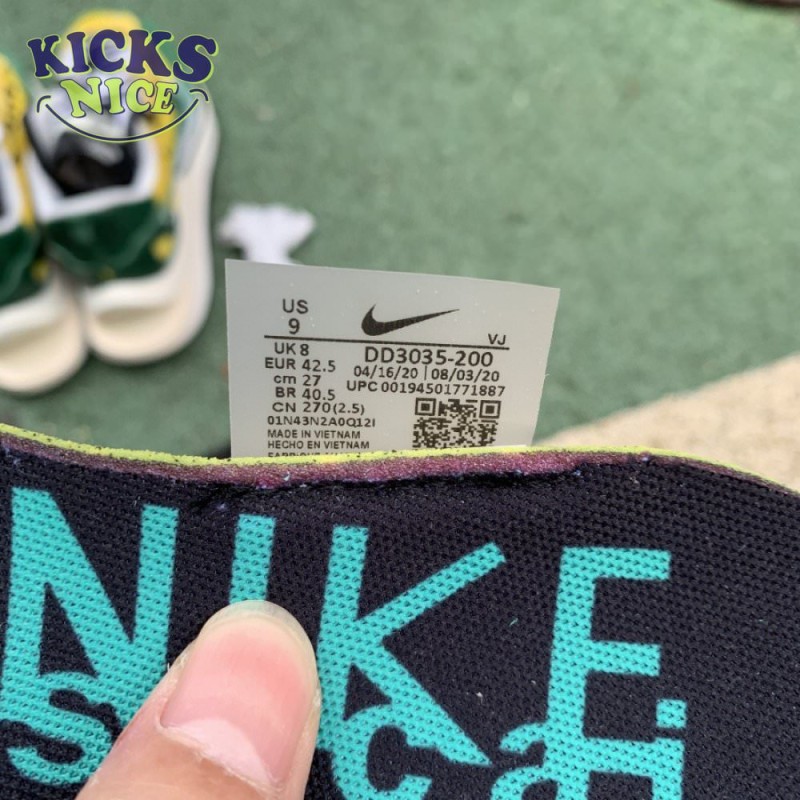 KICKS
NICE
US
9
VJ
UK 8
EUR 42.5
cm 27
BR 40.5
CN 270(2.5)
DD3035-200
04/16/20 | 08/03/20
UPC 00194501771887
01N43N2A0Q12I
MADE IN VIETNAM
HECHO EN VIETNAM
NIKE